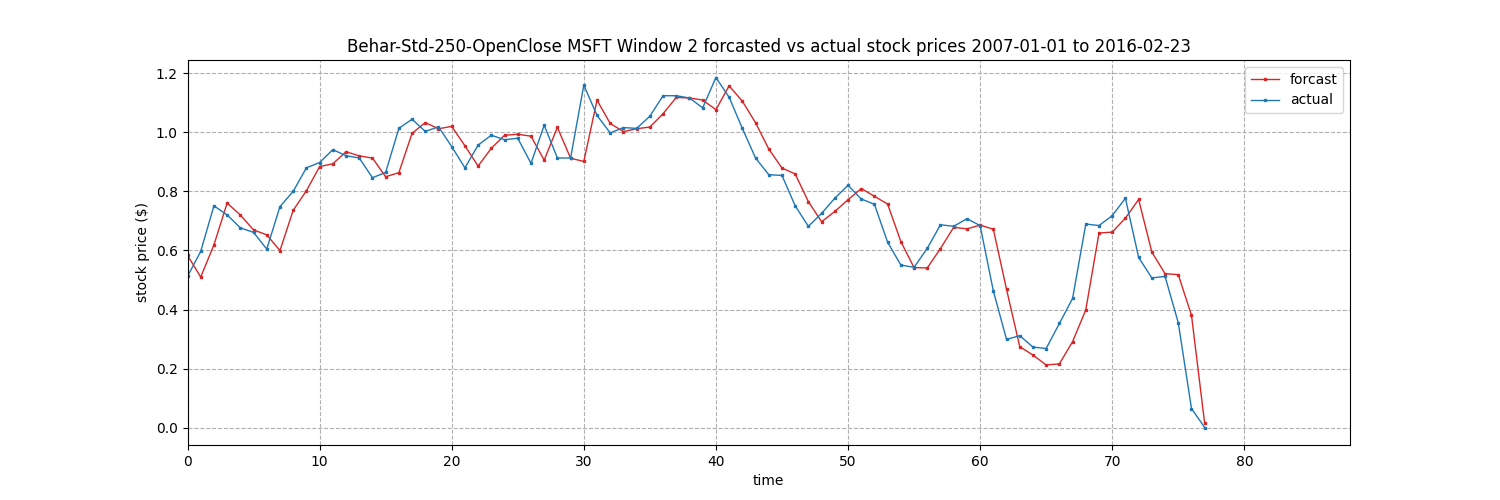 Behar-Std-250-OpenClose MSFT Window 2 forcasted vs actual stock prices 2007-01-01 to 2016-02-23
forcast
actual
stock price ($)
1.2
1.0
0.8
0.6
0.4
0.2
0.0
0 10 20 30 40 50 60 70 80
time